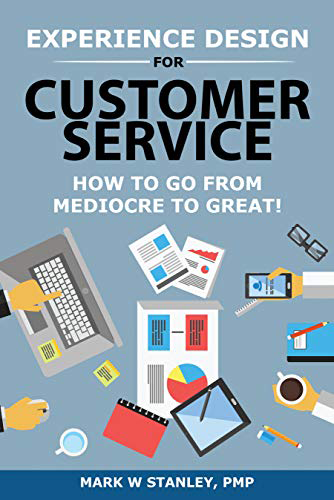 EXPERIENCE DESIGN
FOR
CUSTOMER
SERVICE
HOW TO GO FROM
MEDIOCRE TO GREAT!
MARK W STANLEY, PMP